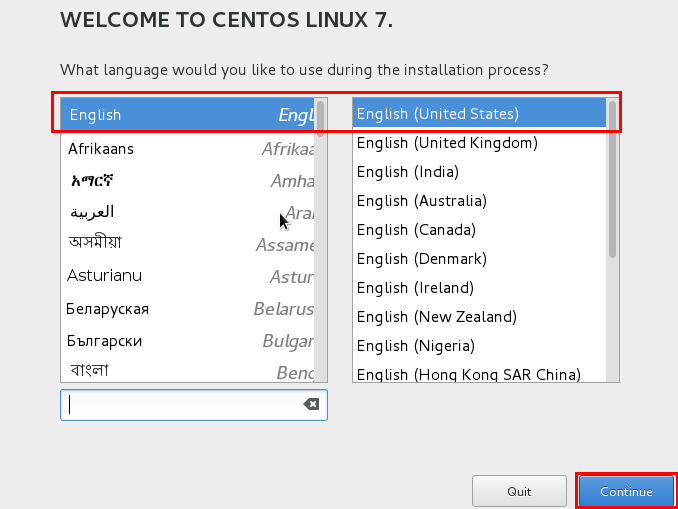 WELCOME TO CENTOS LINUX 7.
What language would you like to use during the installation process?
English Engl
Afrikaans Afrikaa
አማርኛ Amha
العربية Aral
অসমীয়া Assame
Asturianu Astur
Беларуская Belarus
Български Bulgar
বাংলা Benc
English (United States)
English (United Kingdom)
English (India)
English (Australia)
English (Canada)
English (Denmark)
English (Ireland)
English (New Zealand)
English (Nigeria)
English (Hong Kong SAR China)
Quit
Continue